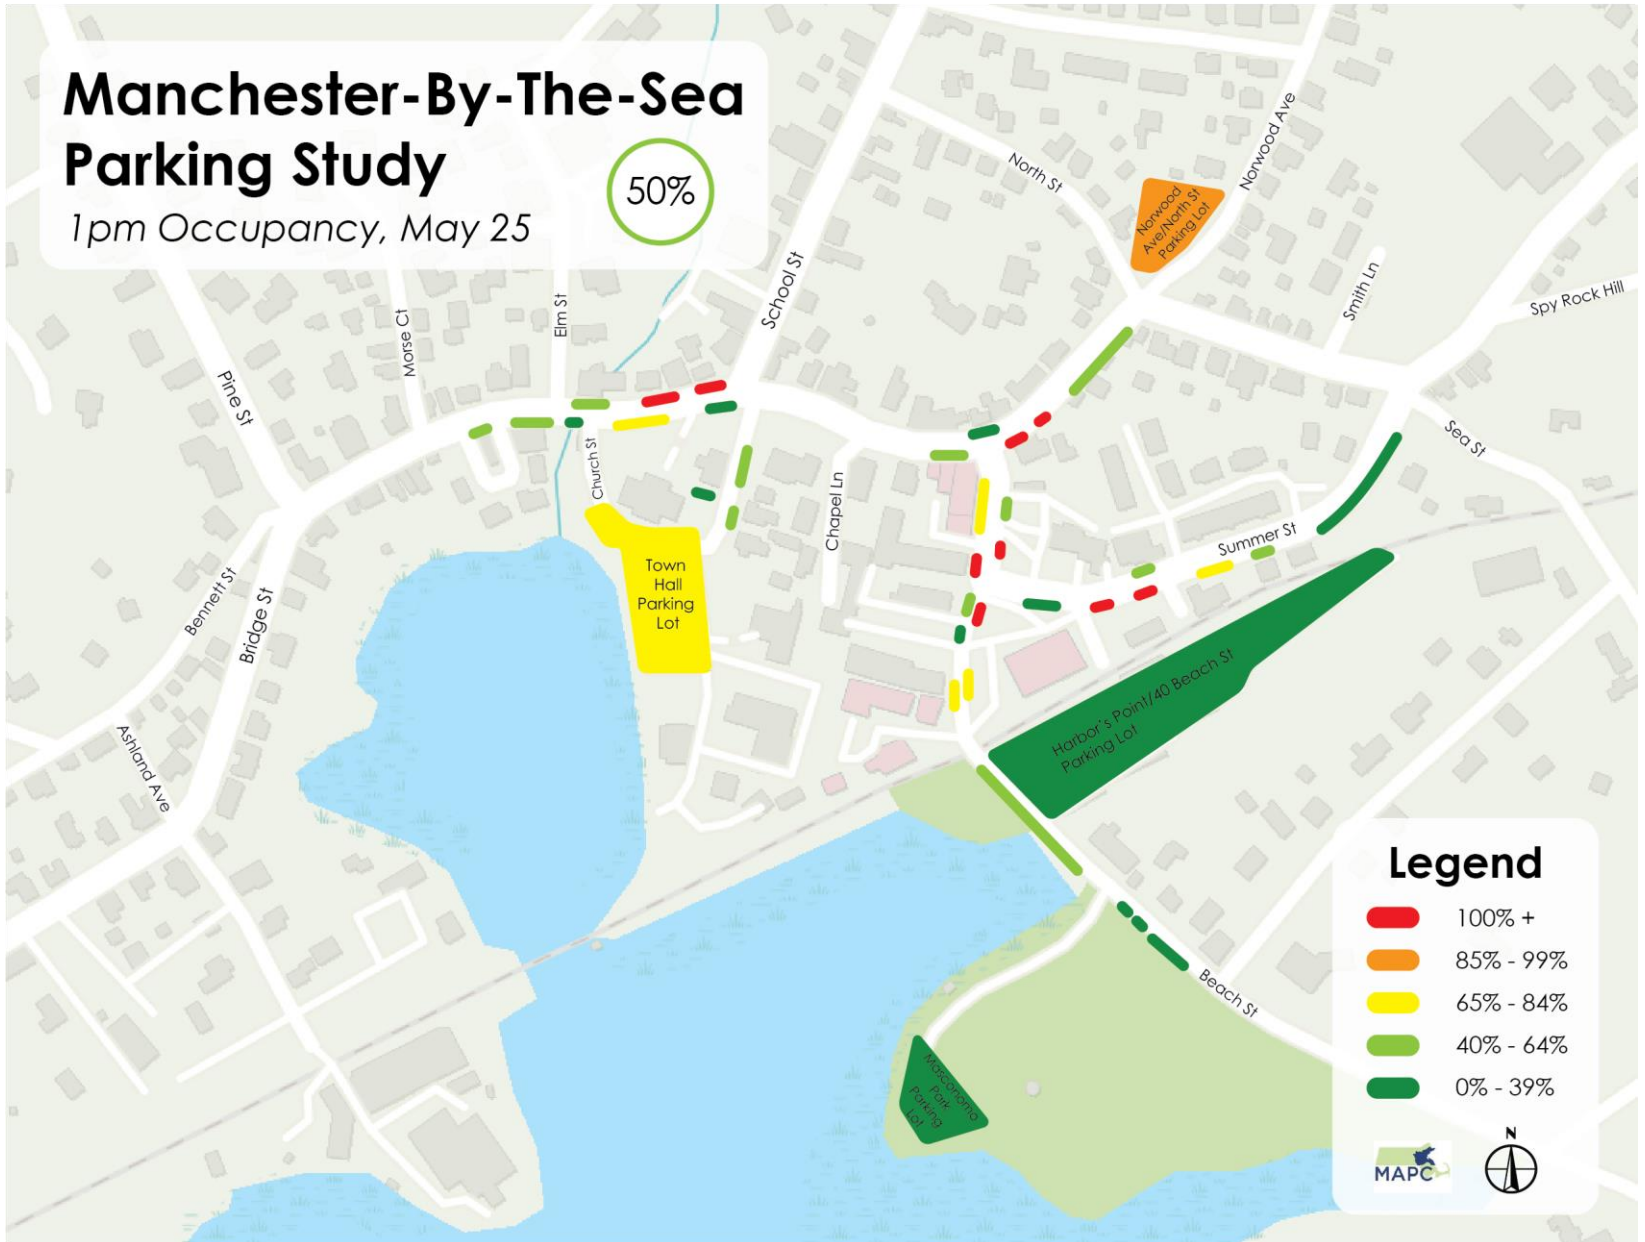 Manchester-By-The-Sea
Parking Study
1pm Occupancy, May 25
50%
North St
Norwood Ave
Norwood
Ave/North St
Parking Lot
School St
Elm St
Morse Ct
Pine St
Smith Ln
Spy Rock Hill
Sea St
Church St
Chapel Ln
Summer St
Town
Hall
Parking
Lot
Bennett St
Bridge St
Ashland Ave
Harbor's Point/40 Beach St
Parking Lot
Beach St
Masconomo
Park
Parking
Lot
Legend
100% +
85% - 99%
65% - 84%
40% - 64%
0% - 39%
MAPC
N